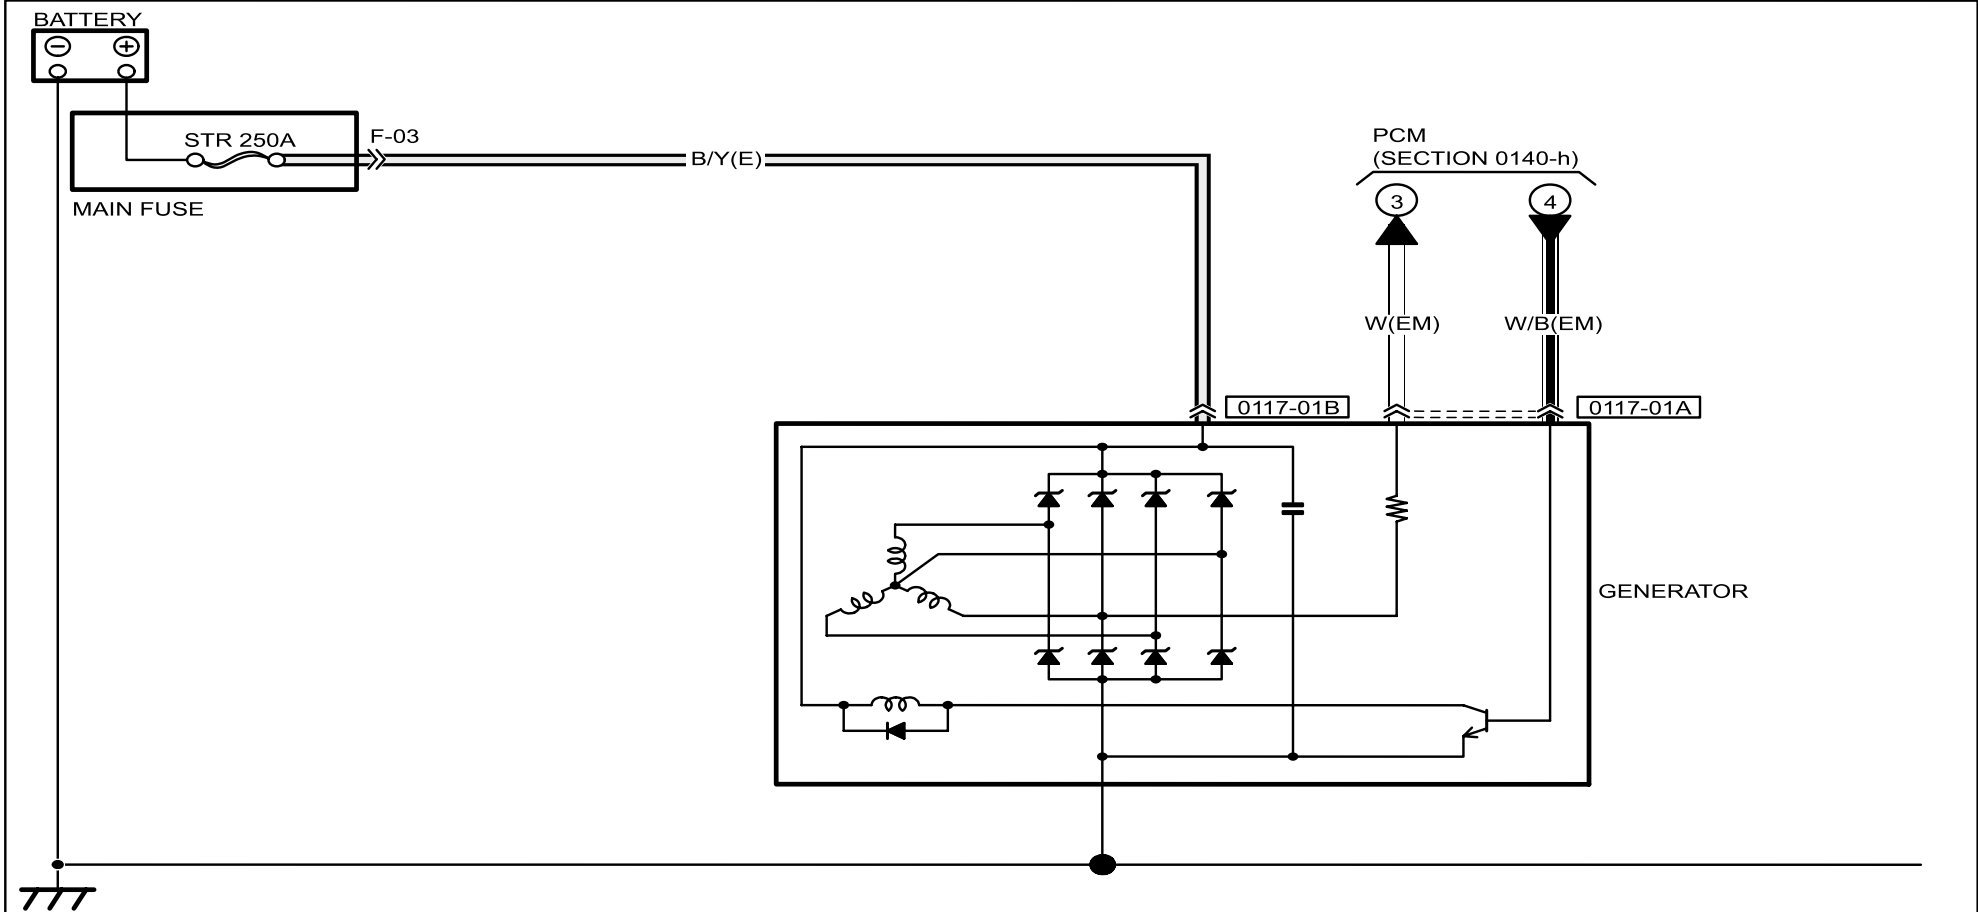 BATTERY
− +
STR 250A
F-03
B/Y(E)
MAIN FUSE
PCM
(SECTION 0140-h)
3 4
W(EM) W/B(EM)
0117-01B 0117-01A
GENERATOR